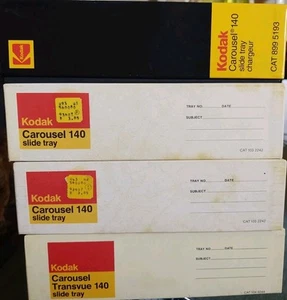 Kodak
Carousel® 140
slide tray
chargeur
CAT 899 5193
Kodak
Carousel 140
slide tray
TRAY NO.
DATE
SUBJECT
Kodak
Carousel 140
slide tray
TRAY NO.
DATE
SUBJECT
Kodak
Carousel
Transvue 140
slide tray
TRAY NO.
DATE
SUBJECT